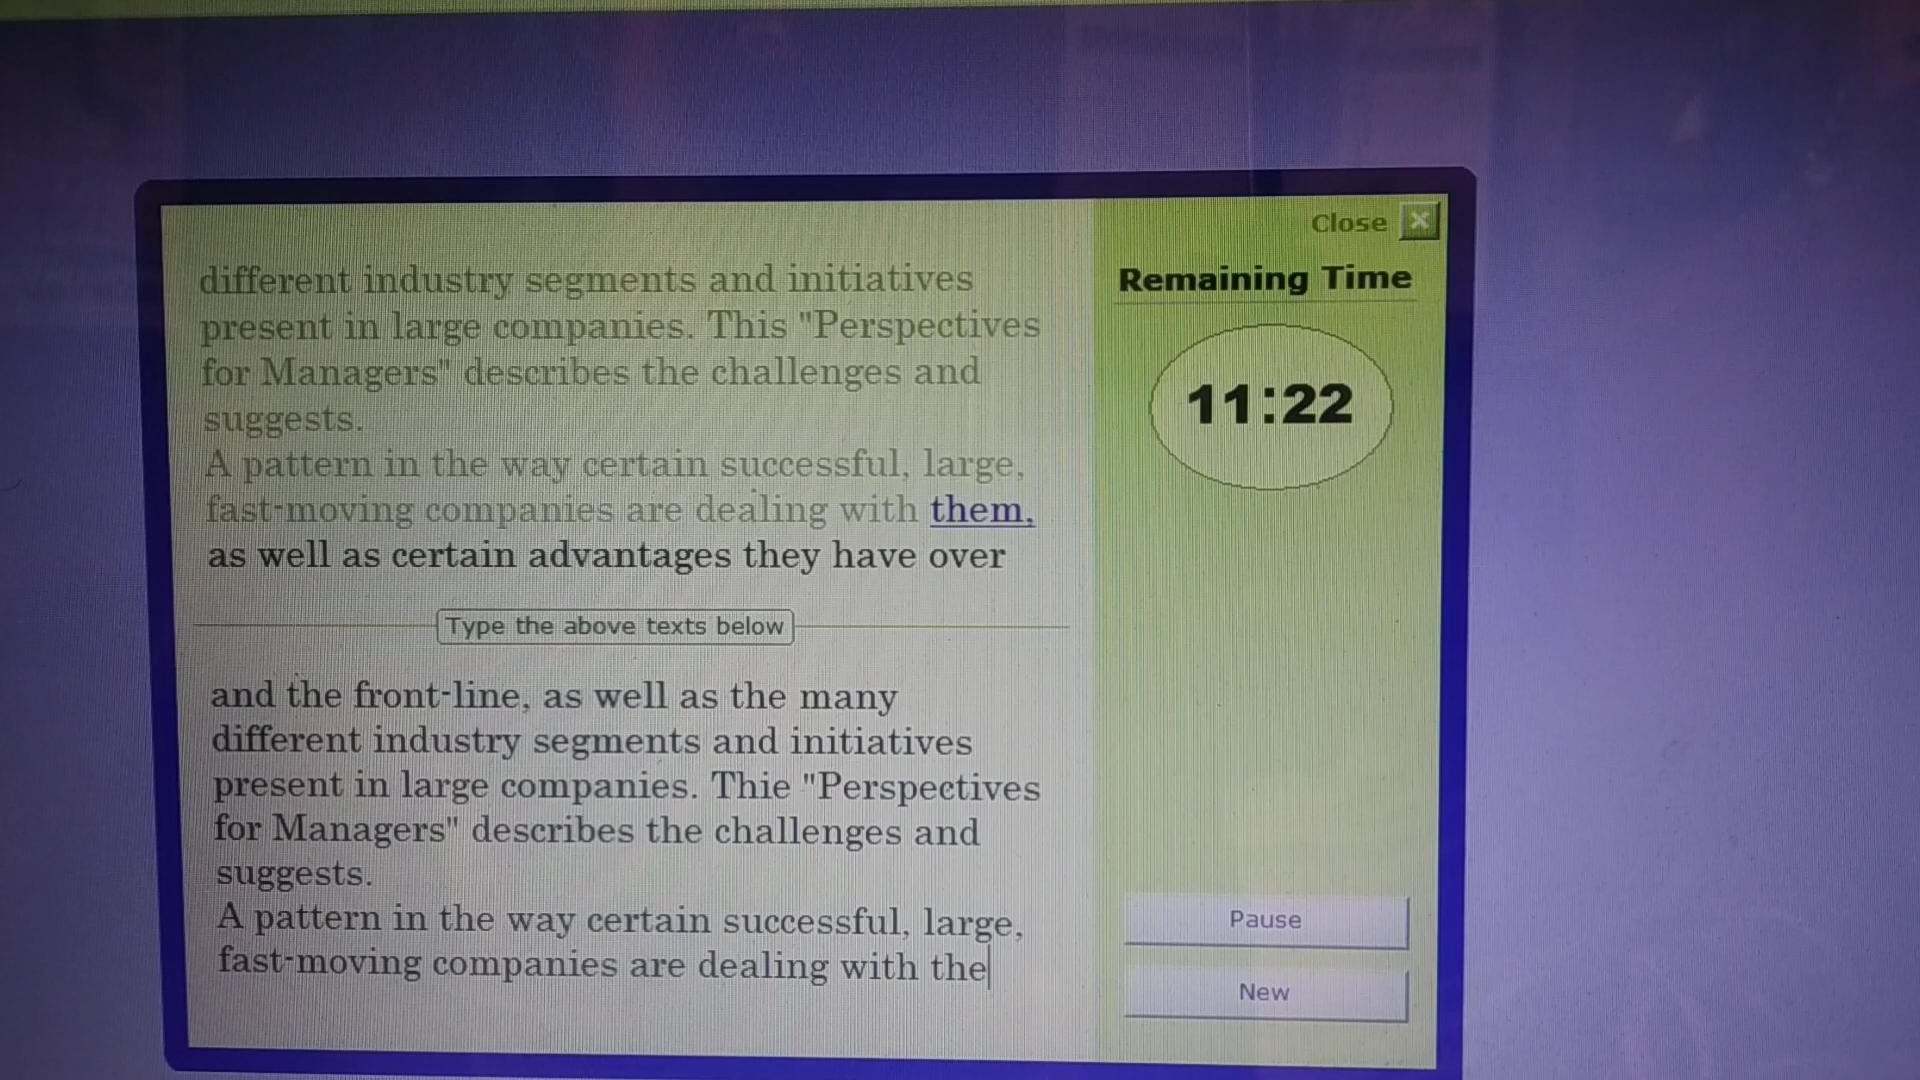 Close
Remaining Time
11:22
different industry segments and initiatives
present in large companies. This "Perspectives
for Managers" describes the challenges and
suggests.
A pattern in the way certain successful, large,
fast-moving companies are dealing with them,
as well as certain advantages they have over
Type the above texts below
and the front-line, as well as the many
different industry segments and initiatives
present in large companies. Thie "Perspectives
for Managers" describes the challenges and
suggests.
A pattern in the way certain successful, large,
fast-moving companies are dealing with the
Pause
New